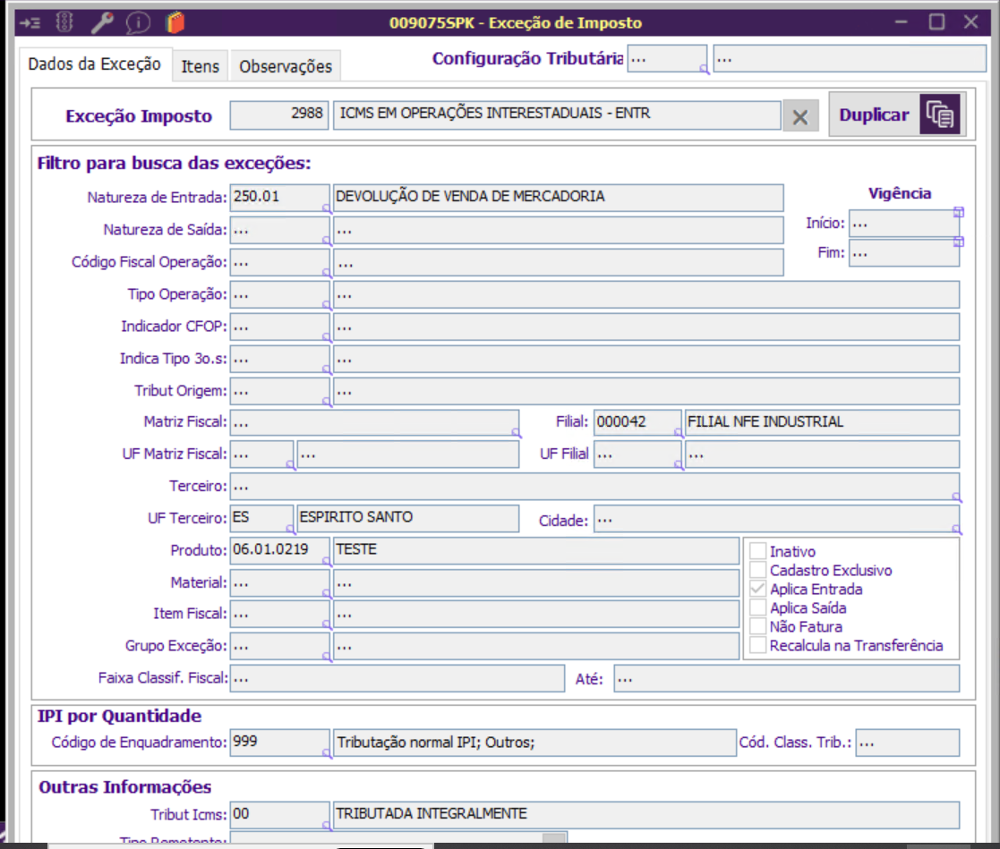 009075SPK - Exceção de Imposto
Dados da Exceção Itens Observações Configuração Tributária ... ...
Exceção Imposto 2988 ICMS EM OPERAÇÕES INTERESTADUAIS - ENTR Duplicar
Filtro para busca das exceções:
Natureza de Entrada: 250.01 DEVOLUÇÃO DE VENDA DE MERCADORIA Vigência
Natureza de Saída: ... ... Início: ...
Código Fiscal Operação: ... ... Fim: ...
Tipo Operação: ... ...
Indicador CFOP: ... ...
Indica Tipo 3o.s: ... ...
Tribut Origem: ... ...
Matriz Fiscal: ... Filial: 000042 FILIAL NFE INDUSTRIAL
UF Matriz Fiscal: ... ... UF Filial ... ...
Terceiro: ...
UF Terceiro: ES ESPIRITO SANTO Cidade: ...
Produto: 06.01.0219 TESTE Inativo
Cadastro Exclusivo
Material: ... ... Aplica Entrada
Item Fiscal: ... ... Aplica Saída
Não Fatura
Grupo Exceção: ... ... Recalcula na Transferência
Faixa Classif. Fiscal: ... Até: ...
IPI por Quantidade
Código de Enquadramento: 999 Tributação normal IPI; Outros; Cód. Class. Trib.: ...
Outras Informações
Tribut Icms: 00 TRIBUTADA INTEGRALMENTE
Tipo Remetente: